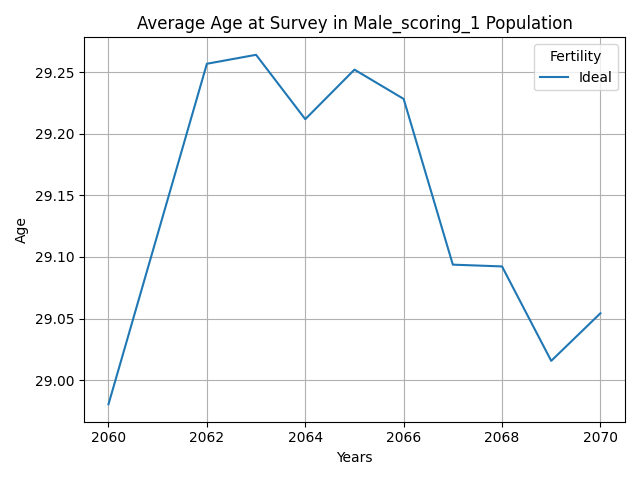 Average Age at Survey in Male_scoring_1 Population
Fertility
Ideal
29.25
29.20
29.15
29.10
29.05
29.00
Age
2060 2062 2064 2066 2068 2070
Years